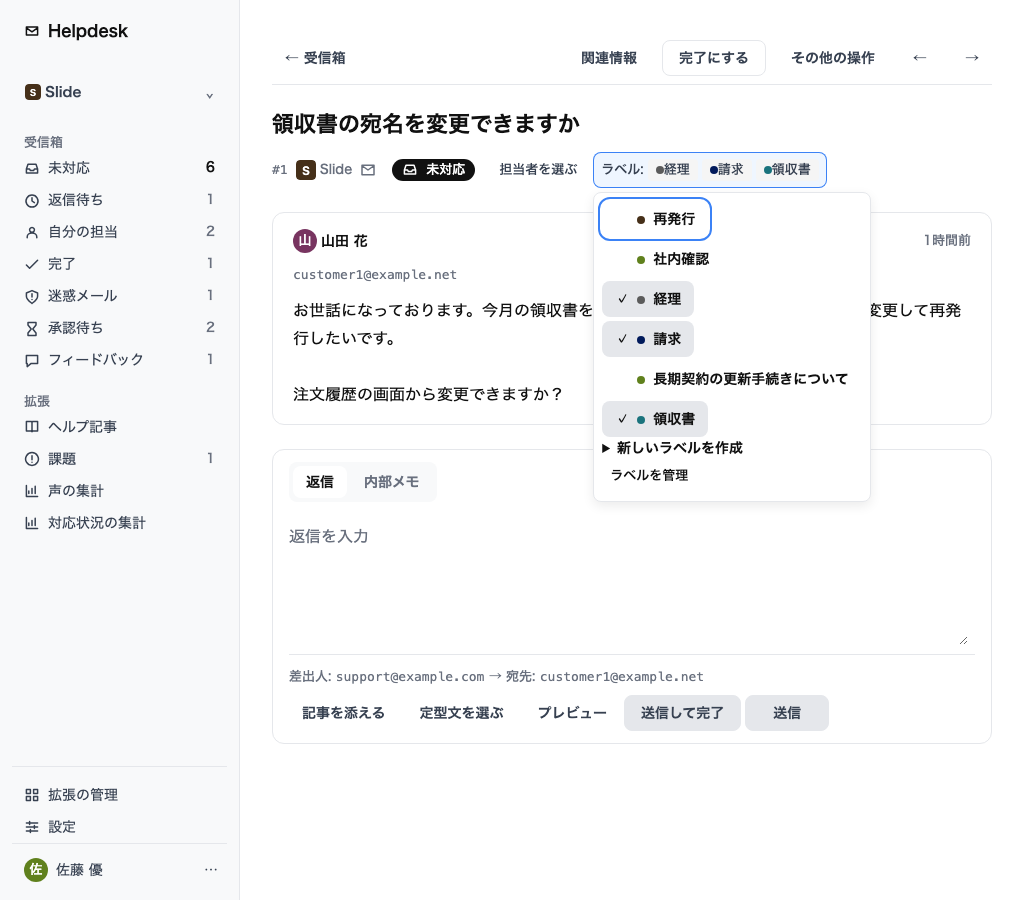 Helpdesk
S Slide
受信箱
未対応 6
返信待ち 1
自分の担当 2
完了 1
迷惑メール 1
承認待ち 2
フィードバック 1
拡張
ヘルプ記事
課題 1
声の集計
対応状況の集計
拡張の管理
設定
佐 佐藤 優 ⋯
← 受信箱 関連情報 完了にする その他の操作 ← →
領収書の宛名を変更できますか
#1 S Slide 未対応 担当者を選ぶ ラベル: 経理 請求 領収書
再発行
社内確認
✓ 経理
✓ 請求
長期契約の更新手続きについて
✓ 領収書
▶ 新しいラベルを作成
ラベルを管理
山 山田 花 1時間前
customer1@example.net
お世話になっております。今月の領収書を 変更して再発
行したいです。
注文履歴の画面から変更できますか？
返信 内部メモ
返信を入力
差出人: support@example.com → 宛先: customer1@example.net
記事を添える 定型文を選ぶ プレビュー 送信して完了 送信